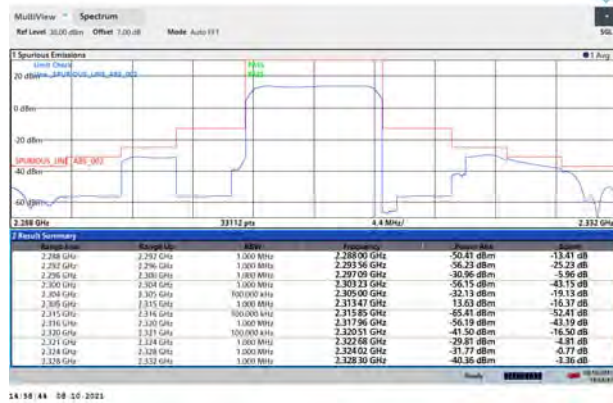 MultiView Spectrum
Ref Level 30.00 dBm Offset 7.00 dB Mode Auto FFT
SGL
1 Spurious Emissions
1 Avg
Limit Check PASS
Line _SPURIOUS_LINE_ABS_002 PASS
20 dBm
0 dBm
-20 dBm
SPURIOUS_LINE_ABS_002
-40 dBm
-60 dBm
2.288 GHz 33112 pts 4.4 MHz/ 2.332 GHz
2 Result Summary
Range Low Range Up RBW Frequency Power Abs ΔLimit
2.288 GHz 2.292 GHz 1.000 MHz 2.288 00 GHz -50.41 dBm -13.41 dB
2.292 GHz 2.296 GHz 1.000 MHz 2.293 56 GHz -56.23 dBm -25.23 dB
2.296 GHz 2.300 GHz 1.000 MHz 2.297 09 GHz -30.96 dBm -5.96 dB
2.300 GHz 2.304 GHz 1.000 MHz 2.303 23 GHz -56.15 dBm -43.15 dB
2.304 GHz 2.305 GHz 100.000 kHz 2.305 00 GHz -32.13 dBm -19.13 dB
2.305 GHz 2.315 GHz 1.000 MHz 2.313 47 GHz 13.63 dBm -16.37 dB
2.315 GHz 2.316 GHz 100.000 kHz 2.315 85 GHz -65.41 dBm -52.41 dB
2.316 GHz 2.320 GHz 1.000 MHz 2.317 96 GHz -56.19 dBm -43.19 dB
2.320 GHz 2.321 GHz 100.000 kHz 2.320 51 GHz -41.50 dBm -16.50 dB
2.321 GHz 2.324 GHz 1.000 MHz 2.322 68 GHz -29.81 dBm -4.81 dB
2.324 GHz 2.328 GHz 1.000 MHz 2.324 02 GHz -31.77 dBm -0.77 dB
2.328 GHz 2.332 GHz 1.000 MHz 2.328 30 GHz -40.36 dBm -3.36 dB
Ready
14:58:44 08.10.2021